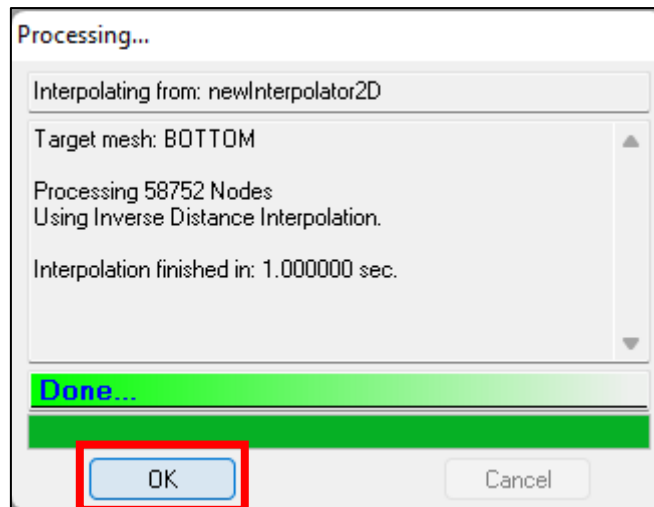 Processing...
Interpolating from: newInterpolator2D
Target mesh: BOTTOM
Processing 58752 Nodes
Using Inverse Distance Interpolation.
Interpolation finished in: 1.000000 sec.
Done...
OK
Cancel